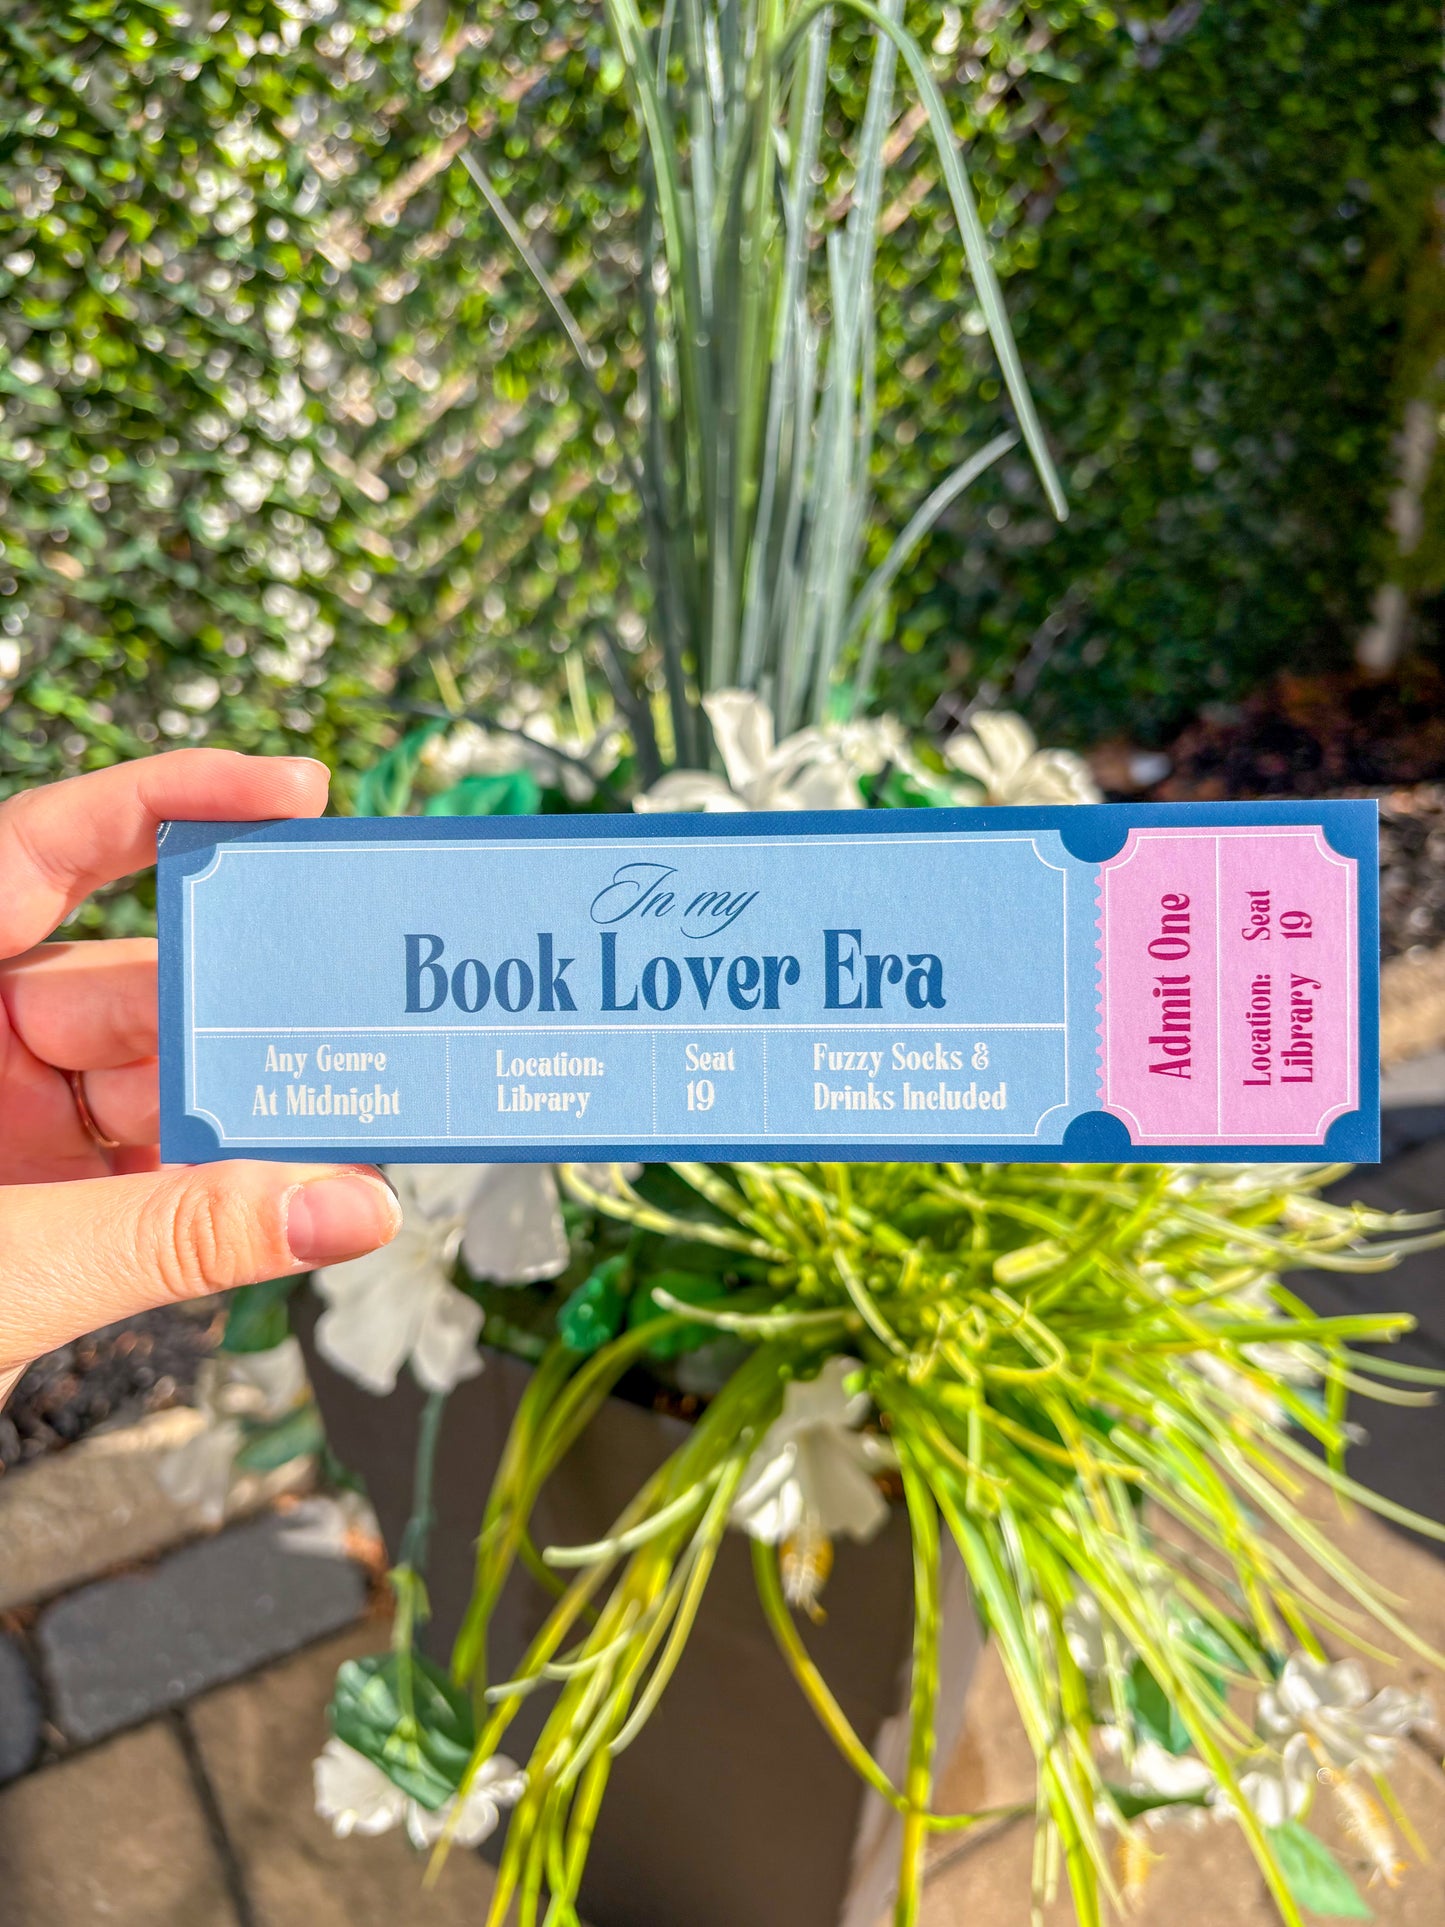 In my
Book Lover Era
Any Genre
At Midnight
Location:
Library
Seat
19
Fuzzy Socks &
Drinks Included
Admit One
Location: Seat
Library 19